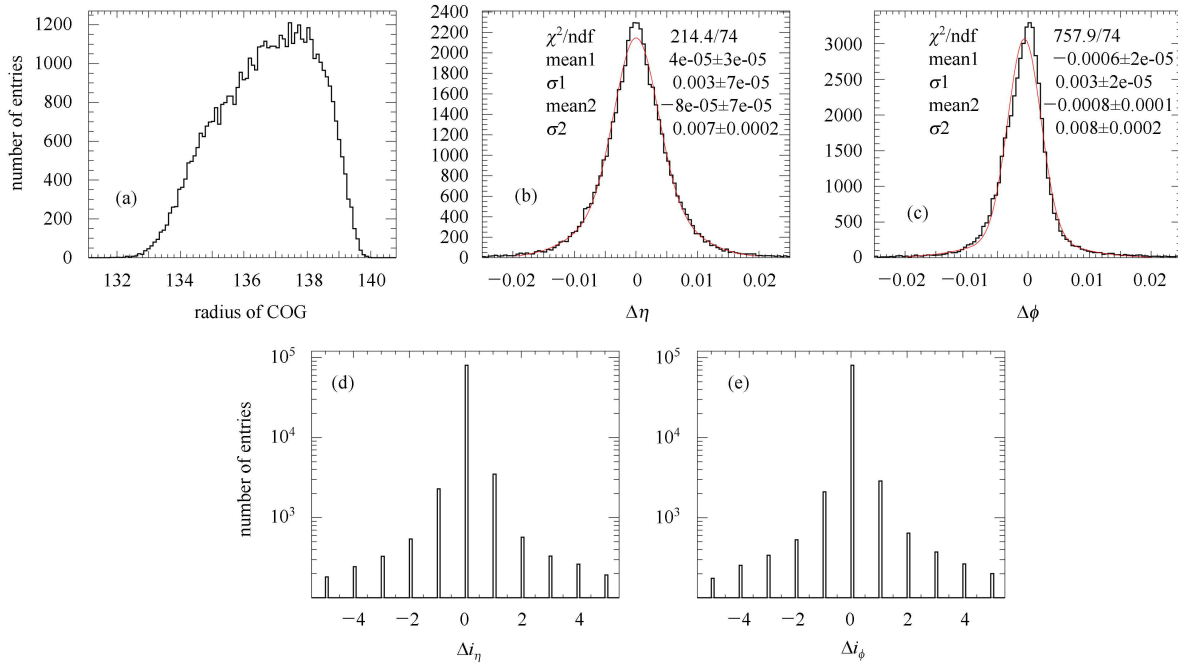 number of entries
1200
1000
800
600
400
200
0
(a)
132 134 136 138 140
radius of COG
2400
2200
2000
1800
1600
1400
1200
1000
800
600
400
200
0
χ²/ndf 214.4/74
mean1 4e-05±3e-05
σ1 0.003±7e-05
mean2 −8e-05±7e-05
σ2 0.007±0.0002
(b)
−0.02 −0.01 0 0.01 0.02
Δη
3000
2500
2000
1500
1000
500
0
χ²/ndf 757.9/74
mean1 −0.0006±2e-05
σ1 0.003±2e-05
mean2 −0.0008±0.0001
σ2 0.008±0.0002
(c)
−0.02 −0.01 0 0.01 0.02
Δϕ
number of entries
10⁵
10⁴
10³
(d)
−4 −2 0 2 4
Δi_η
number of entries
10⁵
10⁴
10³
(e)
−4 −2 0 2 4
Δi_ϕ